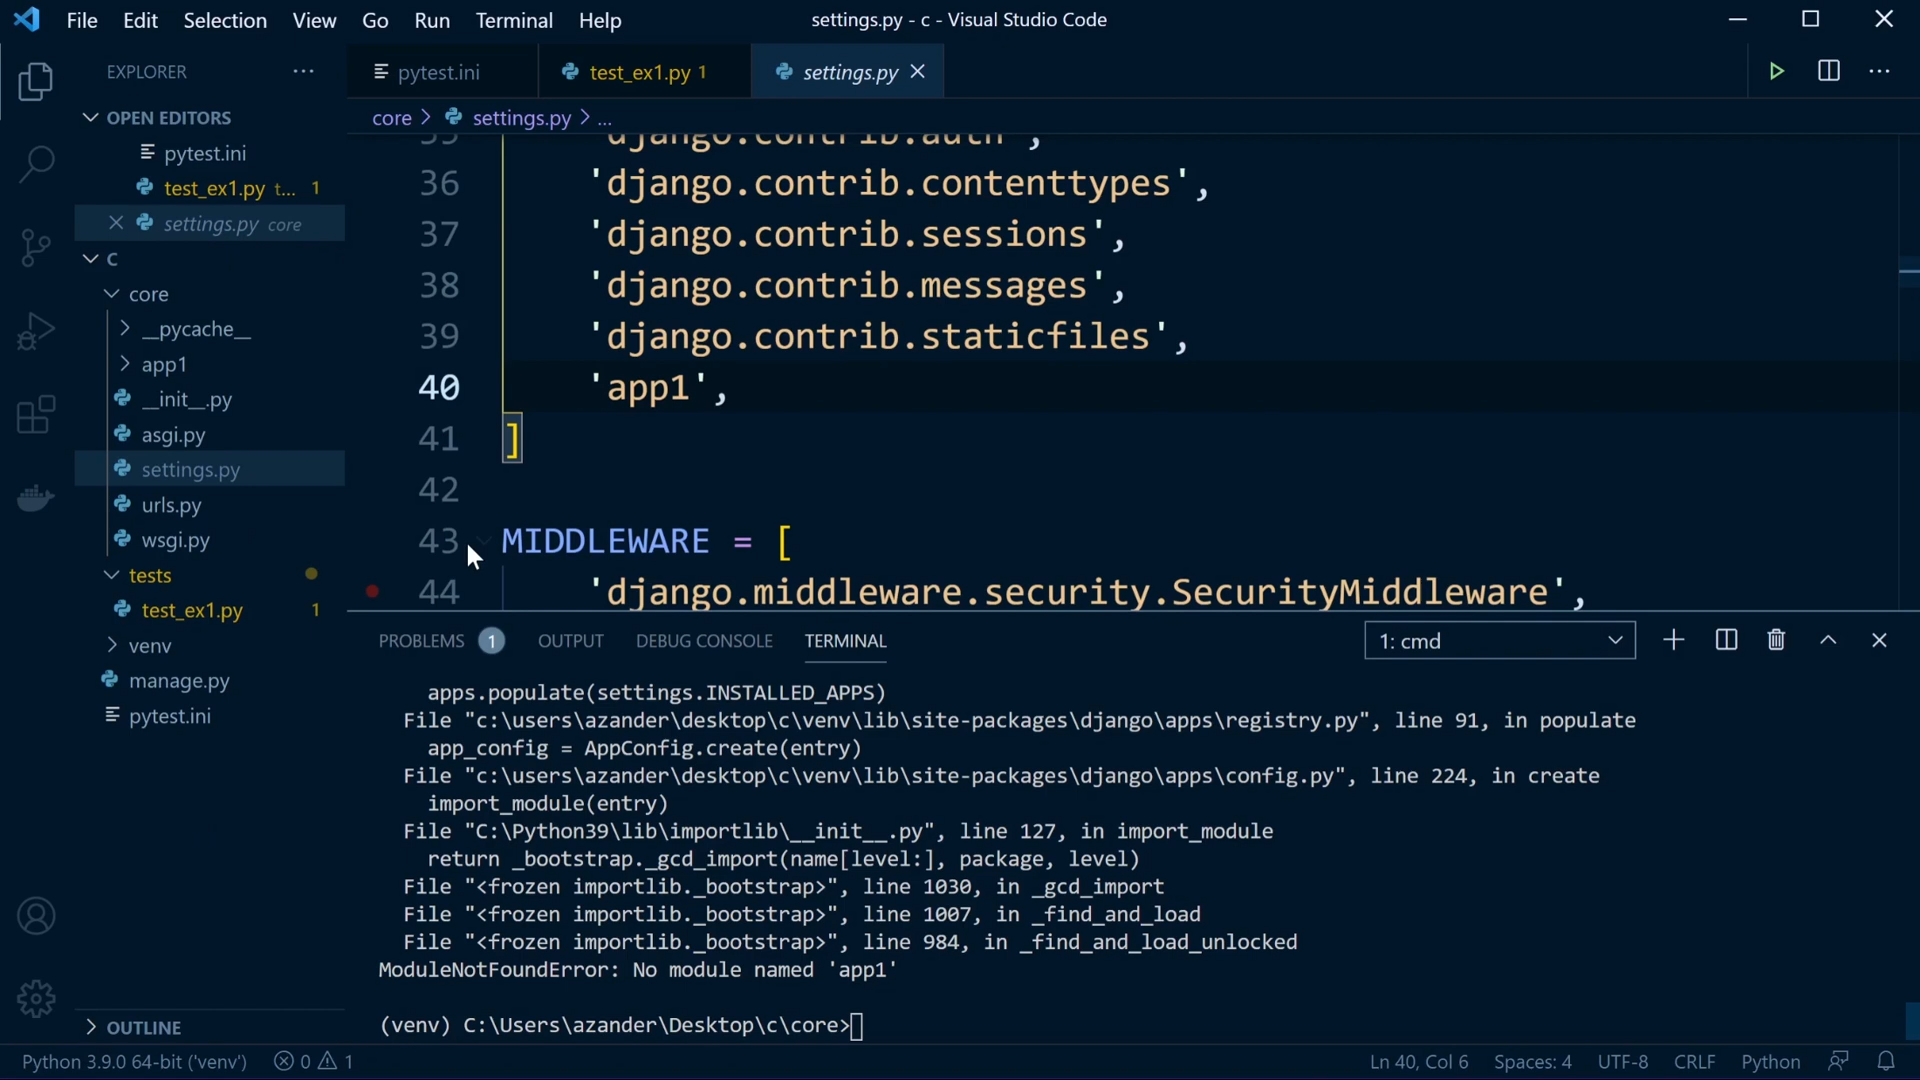 File Edit Selection View Go Run Terminal Help settings.py - c - Visual Studio Code
EXPLORER
pytest.ini test_ex1.py 1 settings.py
OPEN EDITORS
pytest.ini
test_ex1.py t... 1
settings.py core
C
core
__pycache__
app1
__init__.py
asgi.py
settings.py
urls.py
wsgi.py
tests
test_ex1.py 1
venv
manage.py
pytest.ini
OUTLINE
core > settings.py > ...
35 'django.contrib.auth',
36 'django.contrib.contenttypes',
37 'django.contrib.sessions',
38 'django.contrib.messages',
39 'django.contrib.staticfiles',
40 'app1',
41 ]
42
43 MIDDLEWARE = [
44 'django.middleware.security.SecurityMiddleware',
PROBLEMS 1 OUTPUT DEBUG CONSOLE TERMINAL 1: cmd
apps.populate(settings.INSTALLED_APPS)
File "c:\users\azander\desktop\c\venv\lib\site-packages\django\apps\registry.py", line 91, in populate
app_config = AppConfig.create(entry)
File "c:\users\azander\desktop\c\venv\lib\site-packages\django\apps\config.py", line 224, in create
import_module(entry)
File "C:\Python39\lib\importlib\__init__.py", line 127, in import_module
return _bootstrap._gcd_import(name[level:], package, level)
File "<frozen importlib._bootstrap>", line 1030, in _gcd_import
File "<frozen importlib._bootstrap>", line 1007, in _find_and_load
File "<frozen importlib._bootstrap>", line 984, in _find_and_load_unlocked
ModuleNotFoundError: No module named 'app1'
(venv) C:\Users\azander\Desktop\c\core>
Python 3.9.0 64-bit ('venv') 0 1 Ln 40, Col 6 Spaces: 4 UTF-8 CRLF Python